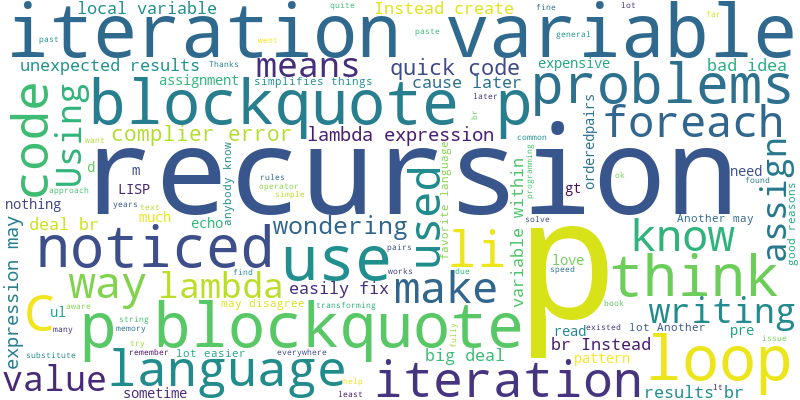 local variable quite Instead create fine lot
iteration variable
past went paste general far
unexpected results means quick code expensive bad idea
Thanks
assignment simplifies things cause later
blockquote p problems
code Using later br foreach
complier error lambda expression
want recursion common orderedpairs assign
d m LISP gt need found
approach rules operator simple ok programming
anybody know favorite language variable within good reasons
nothing years text much echo wondering solve Another may
deal br noticed used p know
pairs li love
expression may way lambda use works due speed think
find easily fix make book
C ul aware may disagree transforming writing
many string memory p blockquote fully read existed lot Another pre
try br Instead issue
substitute remember lot easier everywhere big deal pattern loop
value language help iteration
sometime least results lt br